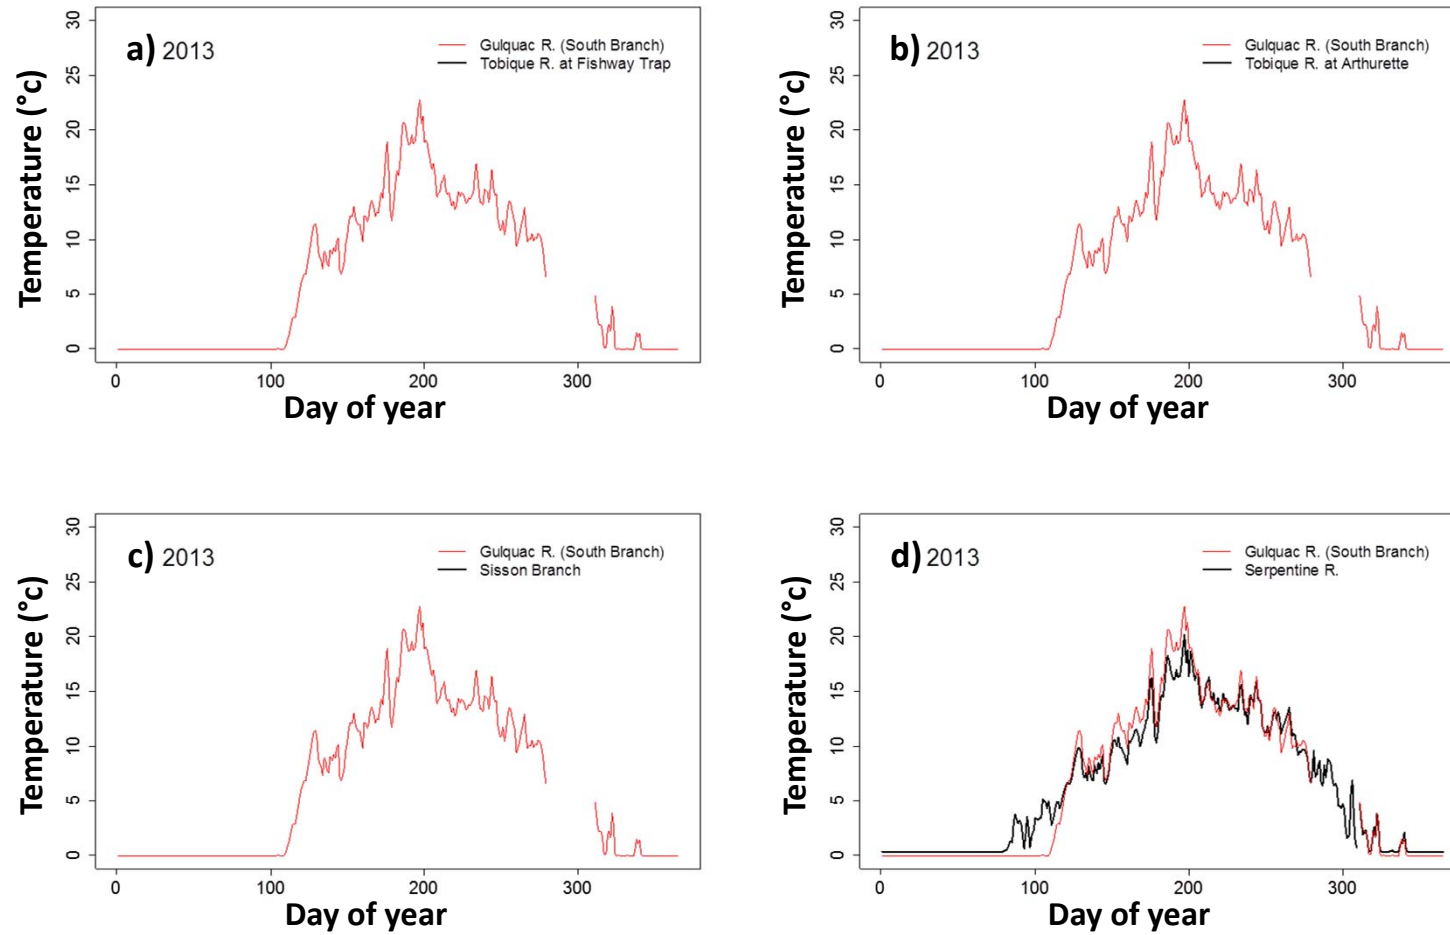 a) 2013
Gulquac R. (South Branch)
Tobique R. at Fishway Trap
Temperature (°c)
30
25
20
15
10
5
0
0 100 200 300
Day of year
b) 2013
Gulquac R. (South Branch)
Tobique R. at Arthurette
Temperature (°c)
30
25
20
15
10
5
0
0 100 200 300
Day of year
c) 2013
Gulquac R. (South Branch)
Sisson Branch
Temperature (°c)
30
25
20
15
10
5
0
0 100 200 300
Day of year
d) 2013
Gulquac R. (South Branch)
Serpentine R.
Temperature (°c)
30
25
20
15
10
5
0
0 100 200 300
Day of year